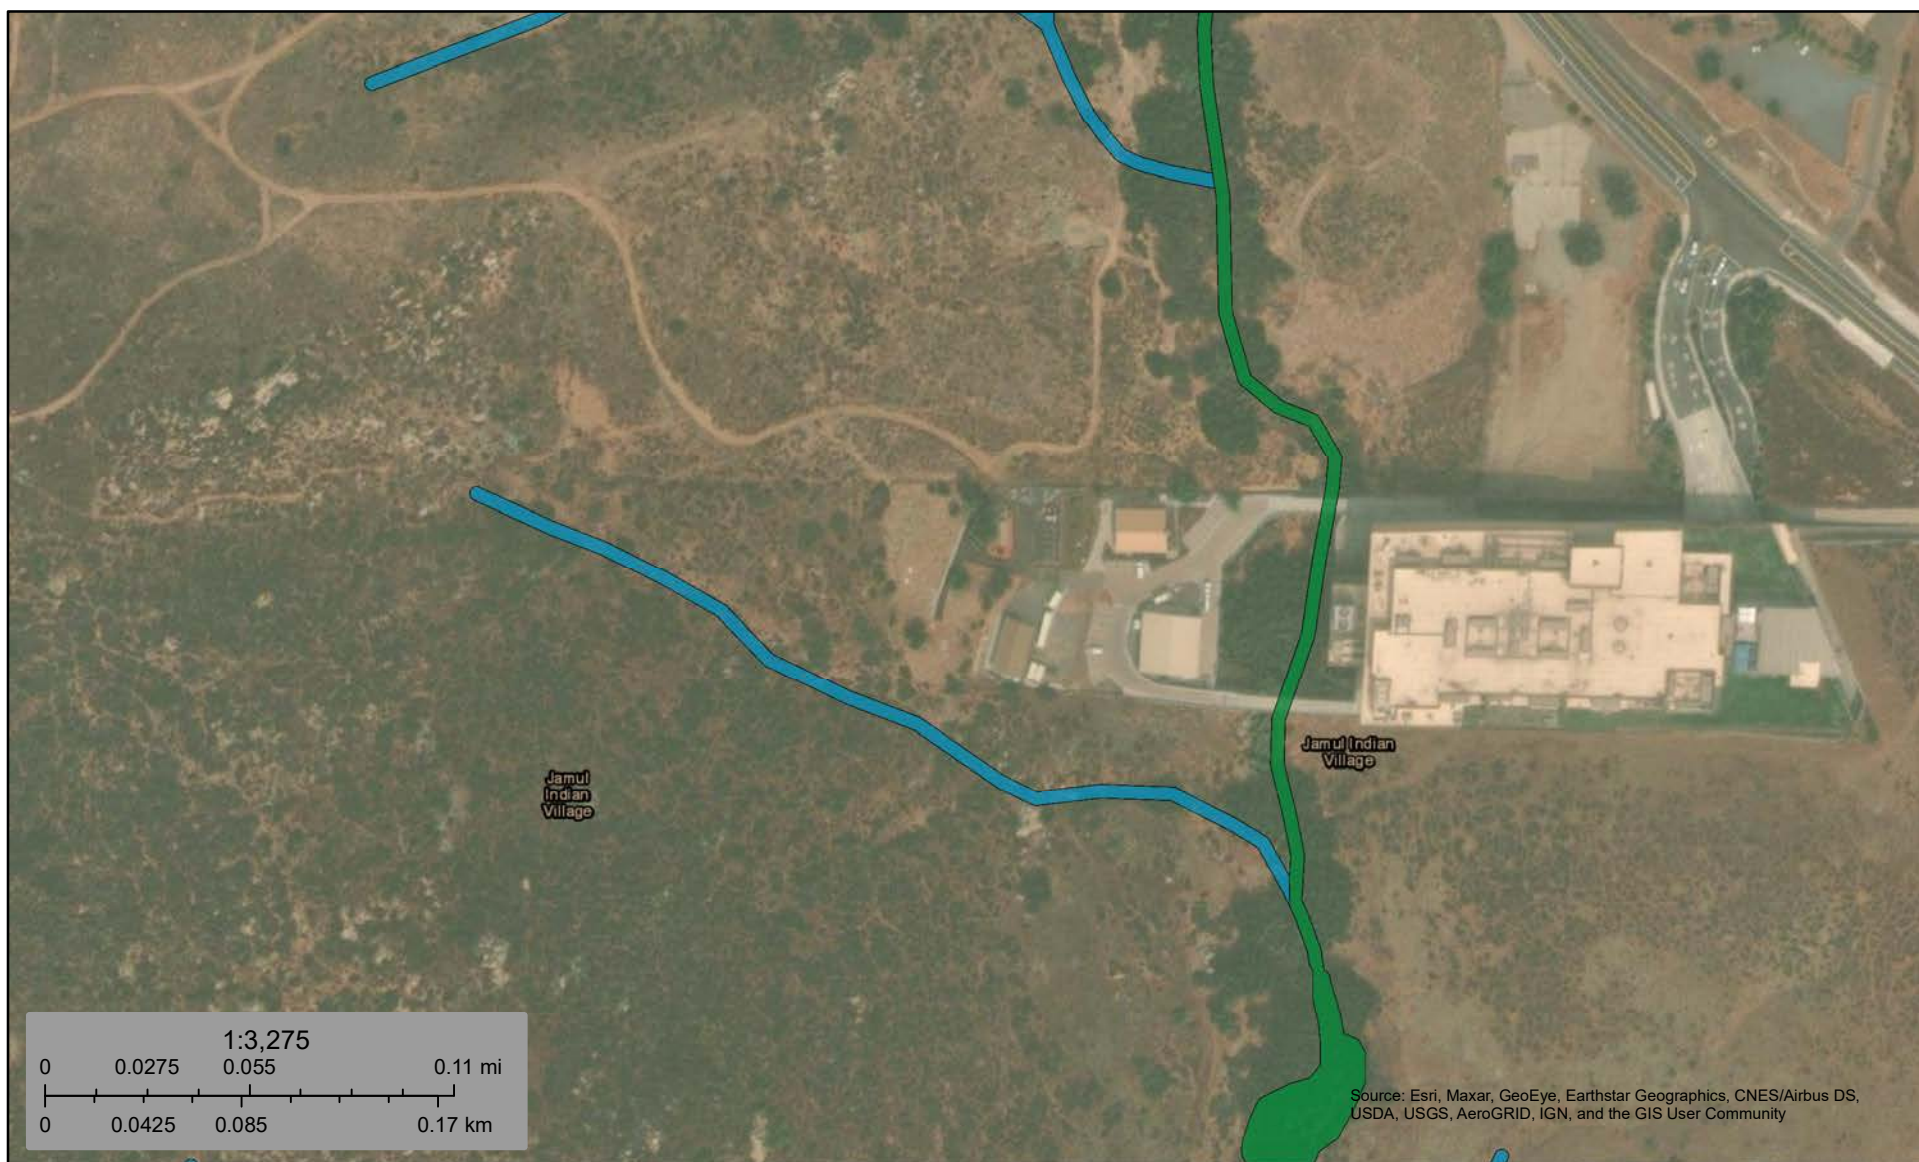 Jamul Indian
Village
Jamul
Indian
Village
1:3,275
0 0.0275 0.055 0.11 mi
0 0.0425 0.085 0.17 km
Source: Esri, Maxar, GeoEye, Earthstar Geographics, CNES/Airbus DS,
USDA, USGS, AeroGRID, IGN, and the GIS User Community